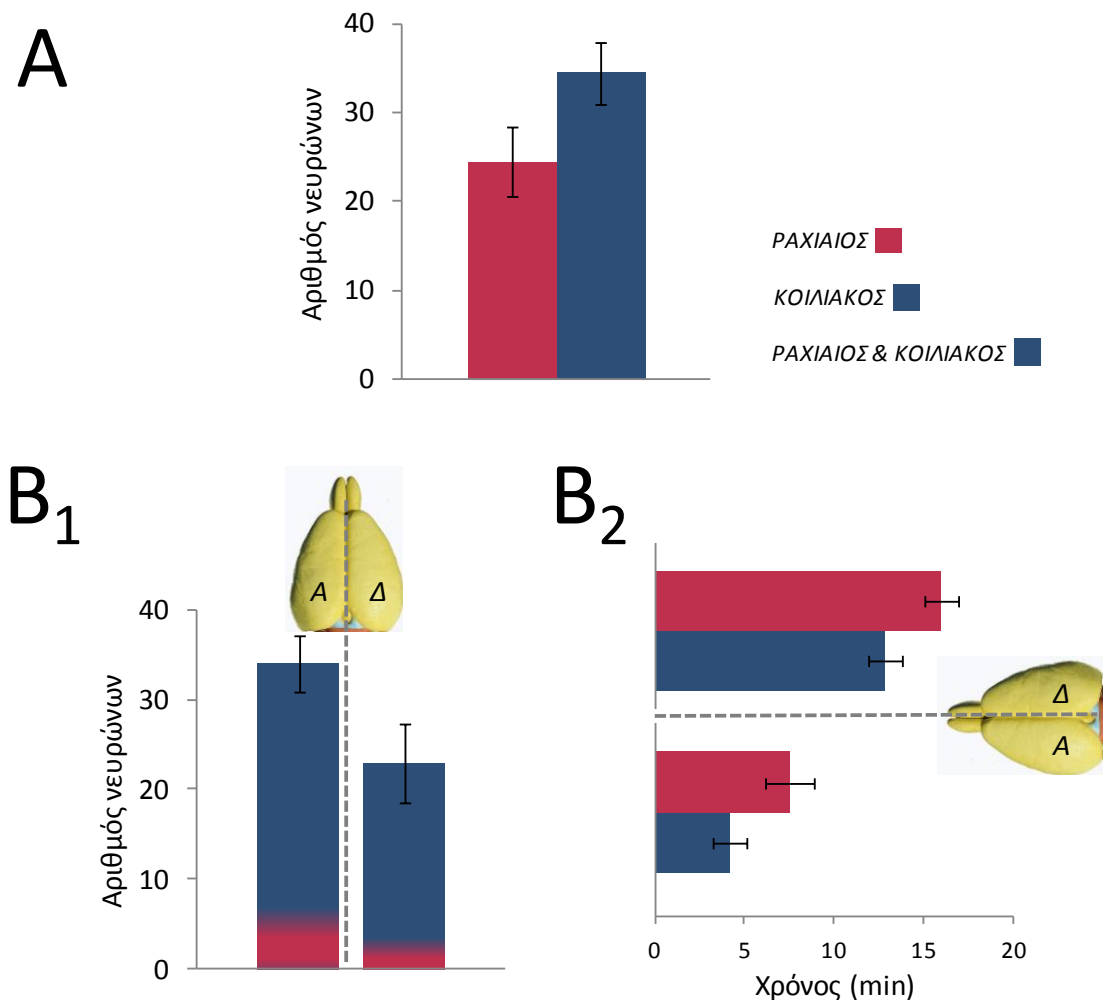 A
40
30
20
10
0
Αριθμός νευρώνων
ΡΑΧΙΑΙΟΣ
ΚΟΙΛΙΑΚΟΣ
ΡΑΧΙΑΙΟΣ & ΚΟΙΛΙΑΚΟΣ
B1
Α Δ
40
30
20
10
0
Αριθμός νευρώνων
B2
Δ
Α
0 5 10 15 20
Χρόνος (min)